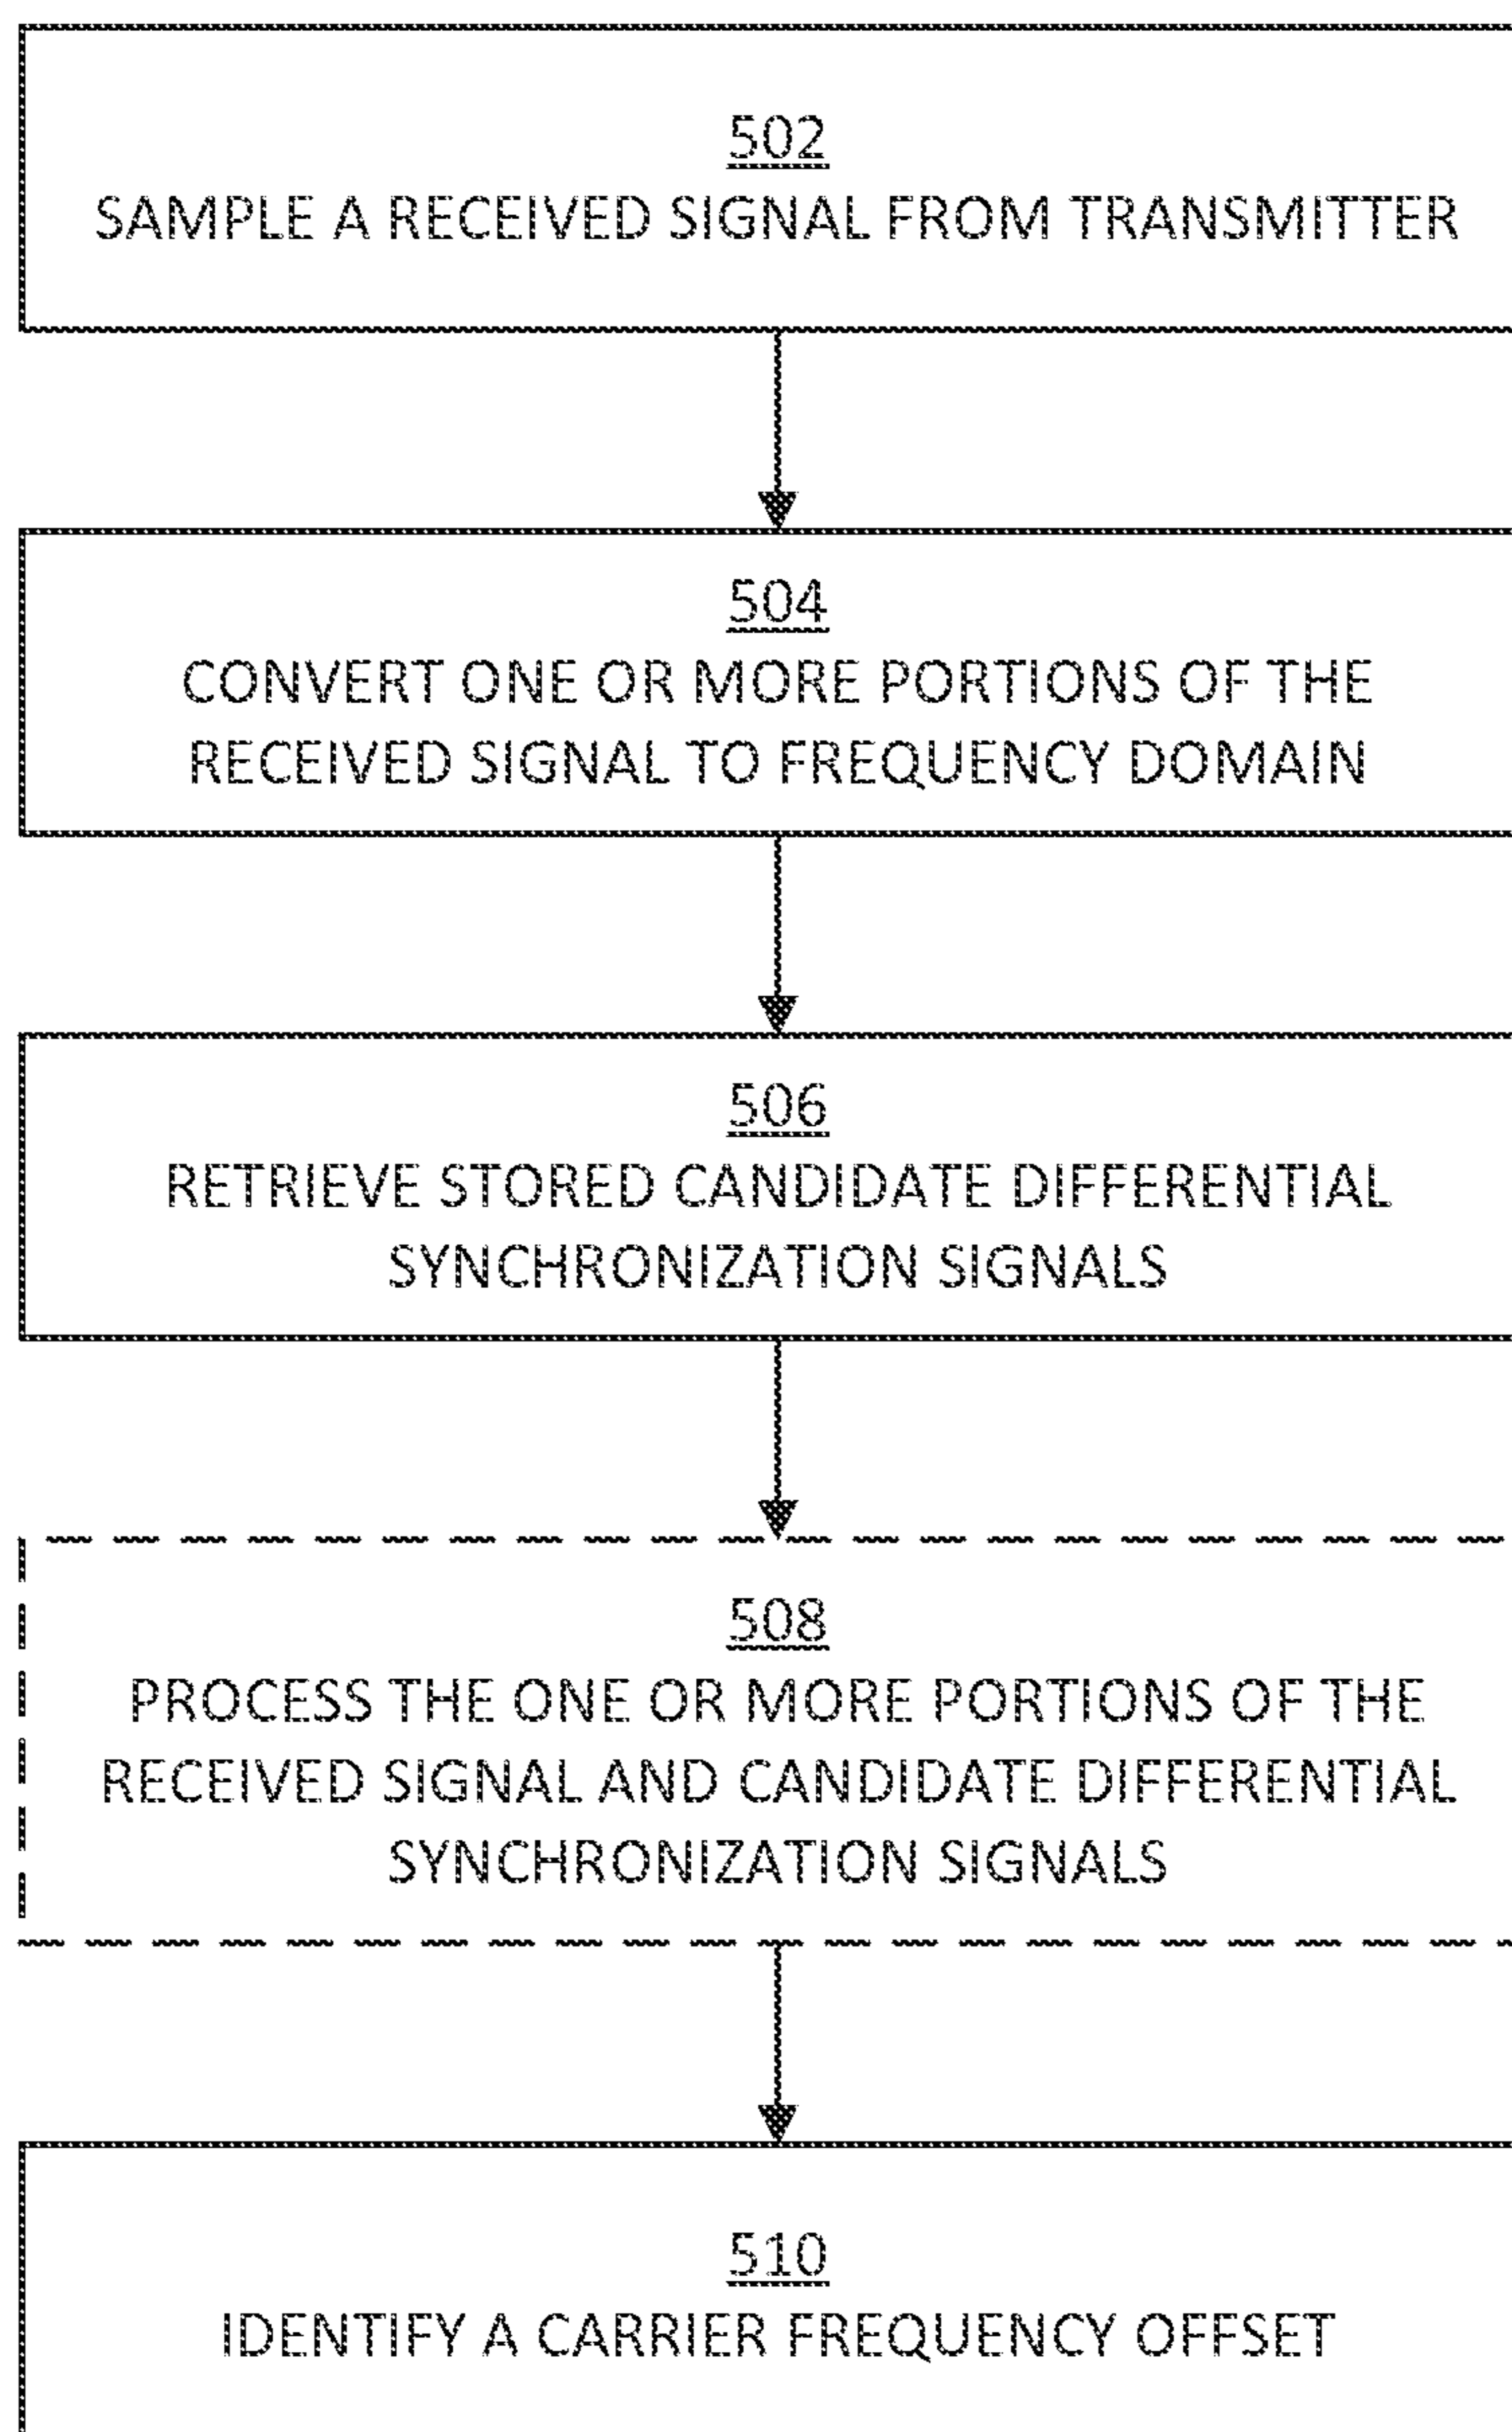 502
SAMPLE A RECEIVED SIGNAL FROM TRANSMITTER
504
CONVERT ONE OR MORE PORTIONS OF THE
RECEIVED SIGNAL TO FREQUENCY DOMAIN
506
RETRIEVE STORED CANDIDATE DIFFERENTIAL
SYNCHRONIZATION SIGNALS
508
PROCESS THE ONE OR MORE PORTIONS OF THE
RECEIVED SIGNAL AND CANDIDATE DIFFERENTIAL
SYNCHRONIZATION SIGNALS
510
IDENTIFY A CARRIER FREQUENCY OFFSET